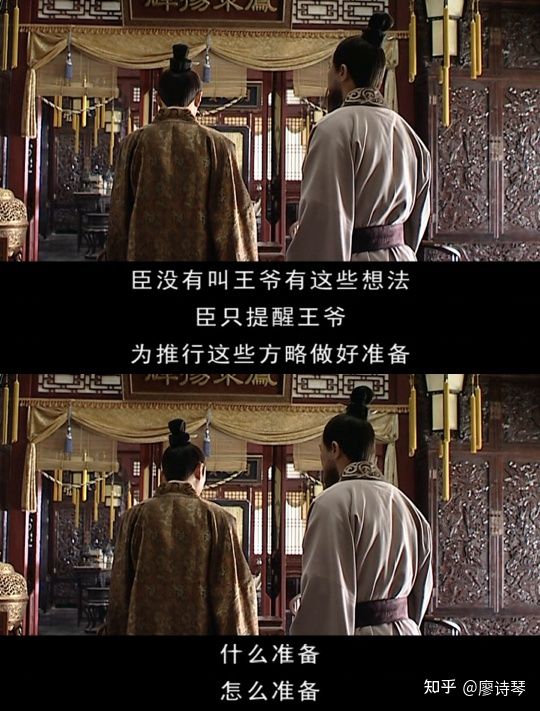 臣没有叫王爷有这些想法
臣只提醒王爷
为推行这些方略做好准备
什么准备
怎么准备
知乎 @廖诗琴